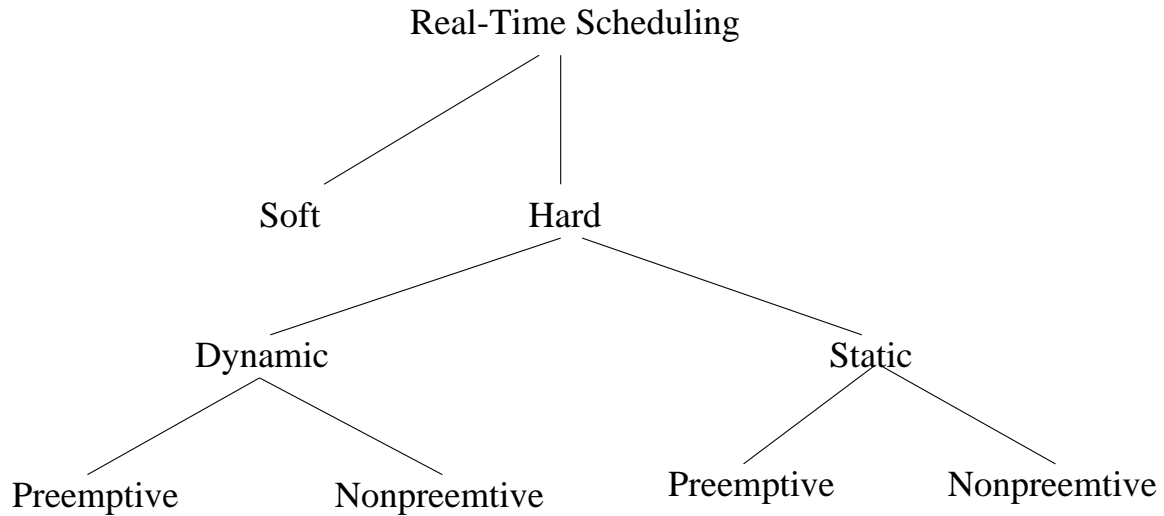 Real-Time Scheduling
Soft Hard
Dynamic Static
Preemptive Nonpreemtive Preemptive Nonpreemtive